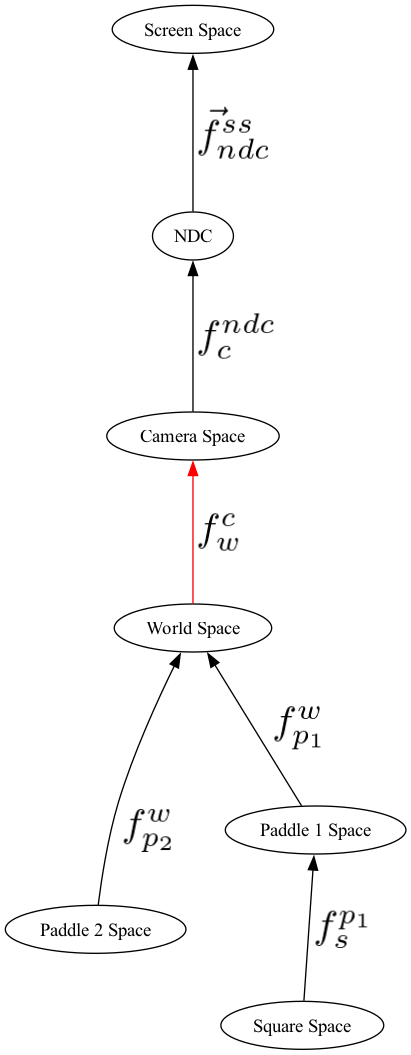 Screen Space
$\vec{f}_{ndc}^{ss}$
NDC
$f_{c}^{ndc}$
Camera Space
$f_{w}^{c}$
World Space
$f_{p_1}^{w}$
$f_{p_2}^{w}$
Paddle 1 Space
Paddle 2 Space
$f_{s}^{p_1}$
Square Space